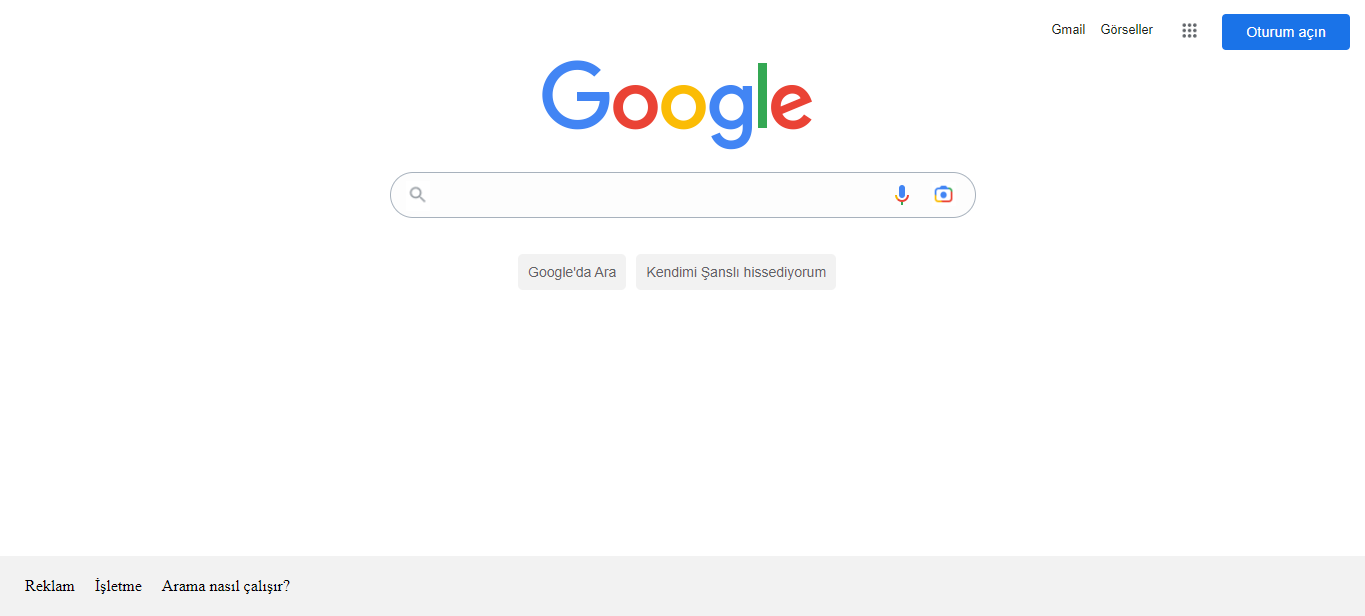 Gmail Görseller Oturum açın
Google
Google'da Ara Kendimi Şanslı hissediyorum
Reklam İşletme Arama nasıl çalışır?